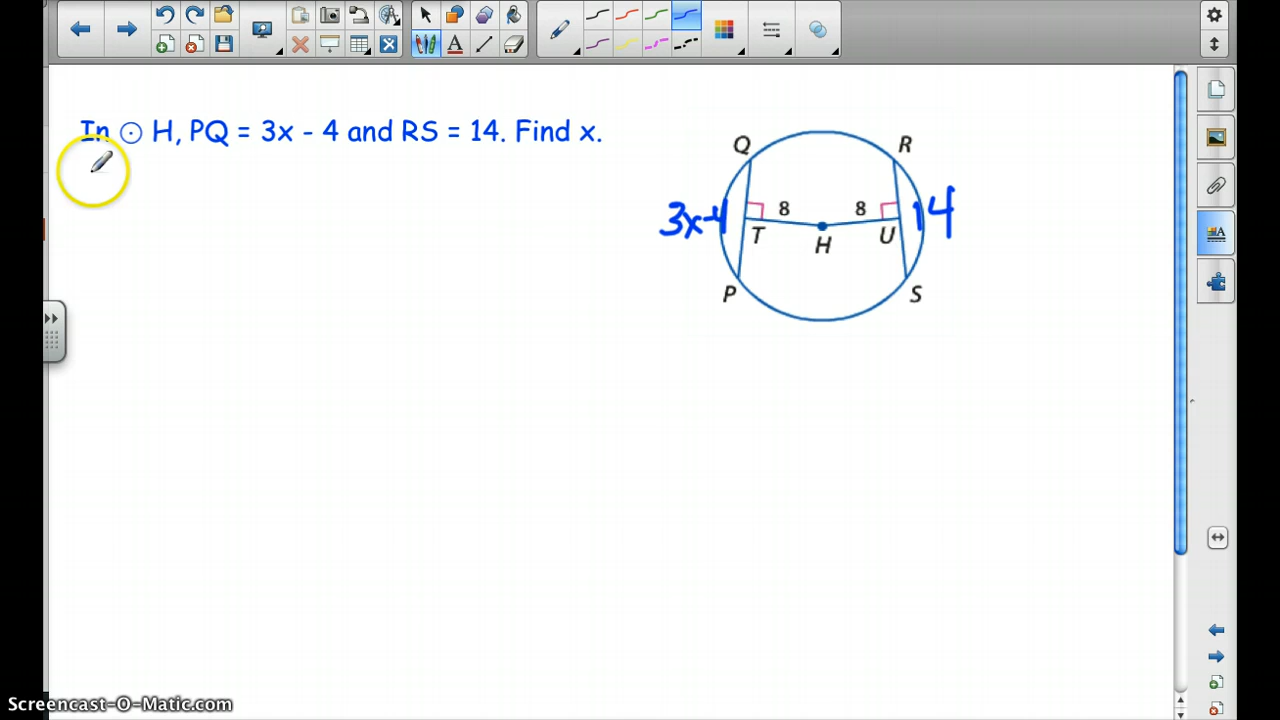 In ⊙ H, PQ = 3x - 4 and RS = 14. Find x.
Q R
3x-4 8 8 14
T H U
P S
Screencast-O-Matic.com